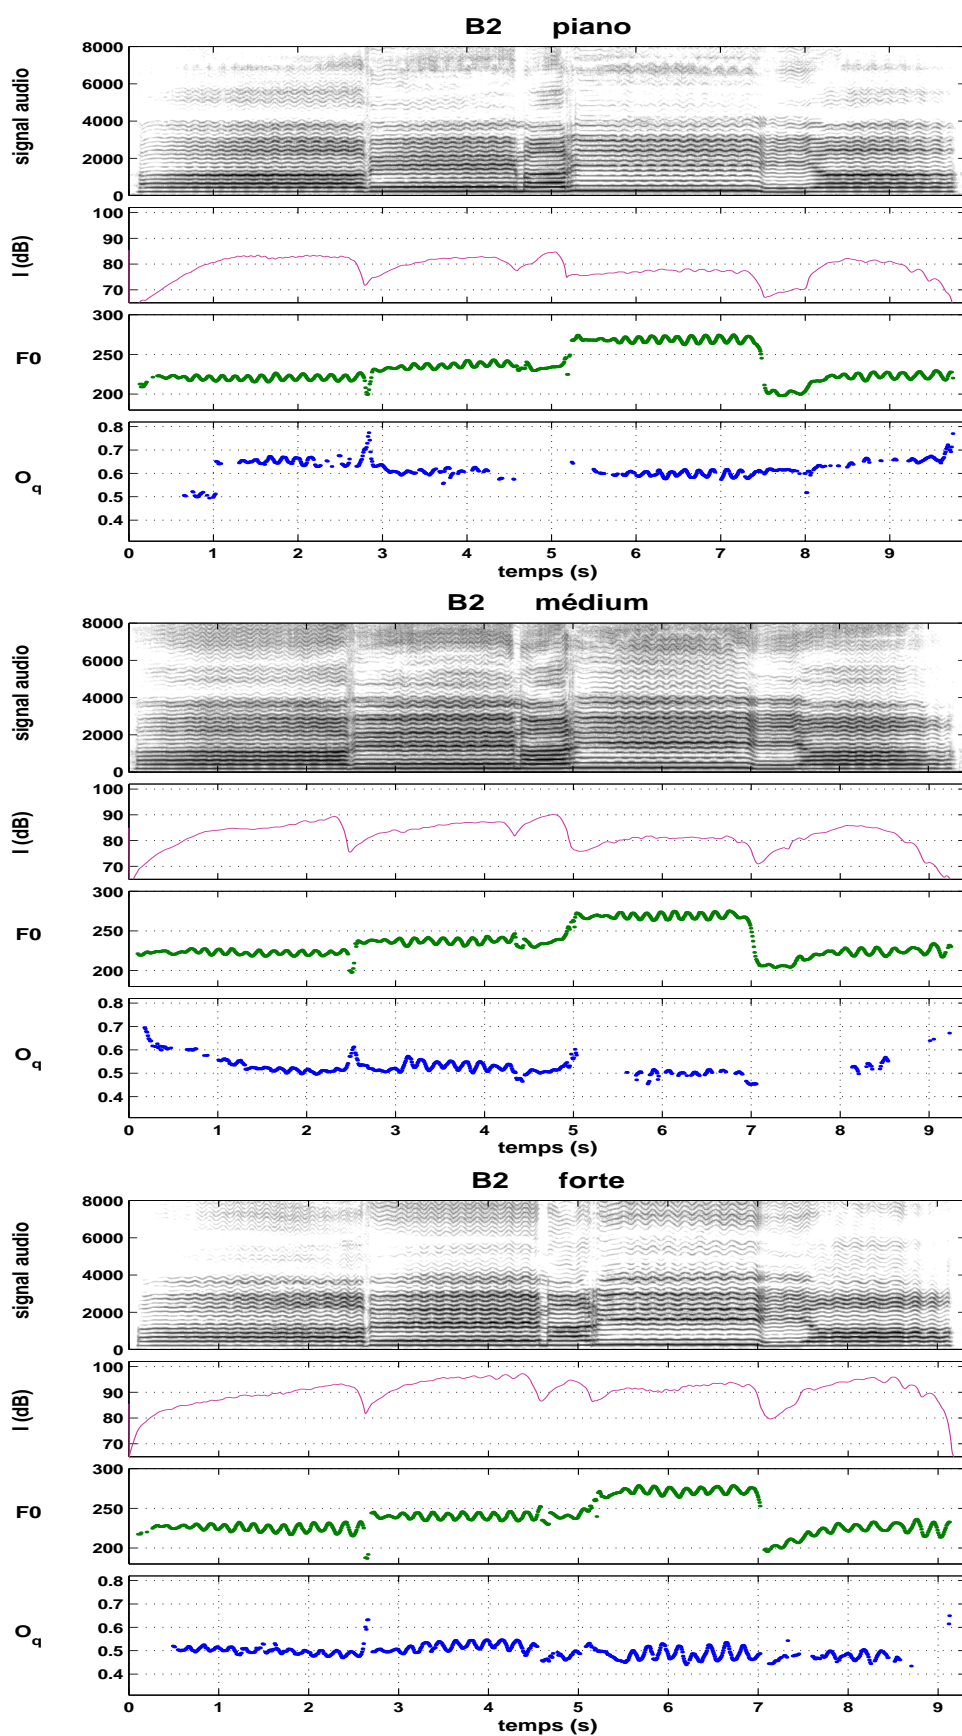 B2 piano
8000
6000
4000
2000
0
signal audio
100
90
80
70
I (dB)
300
250
200
F0
0.8
0.7
0.6
0.5
0.4
Oq
0 1 2 3 4 5 6 7 8 9
temps (s)
B2 médium
8000
6000
4000
2000
0
signal audio
100
90
80
70
I (dB)
300
250
200
F0
0.8
0.7
0.6
0.5
0.4
Oq
0 1 2 3 4 5 6 7 8 9
temps (s)
B2 forte
8000
6000
4000
2000
0
signal audio
100
90
80
70
I (dB)
300
250
200
F0
0.8
0.7
0.6
0.5
0.4
Oq
0 1 2 3 4 5 6 7 8 9
temps (s)